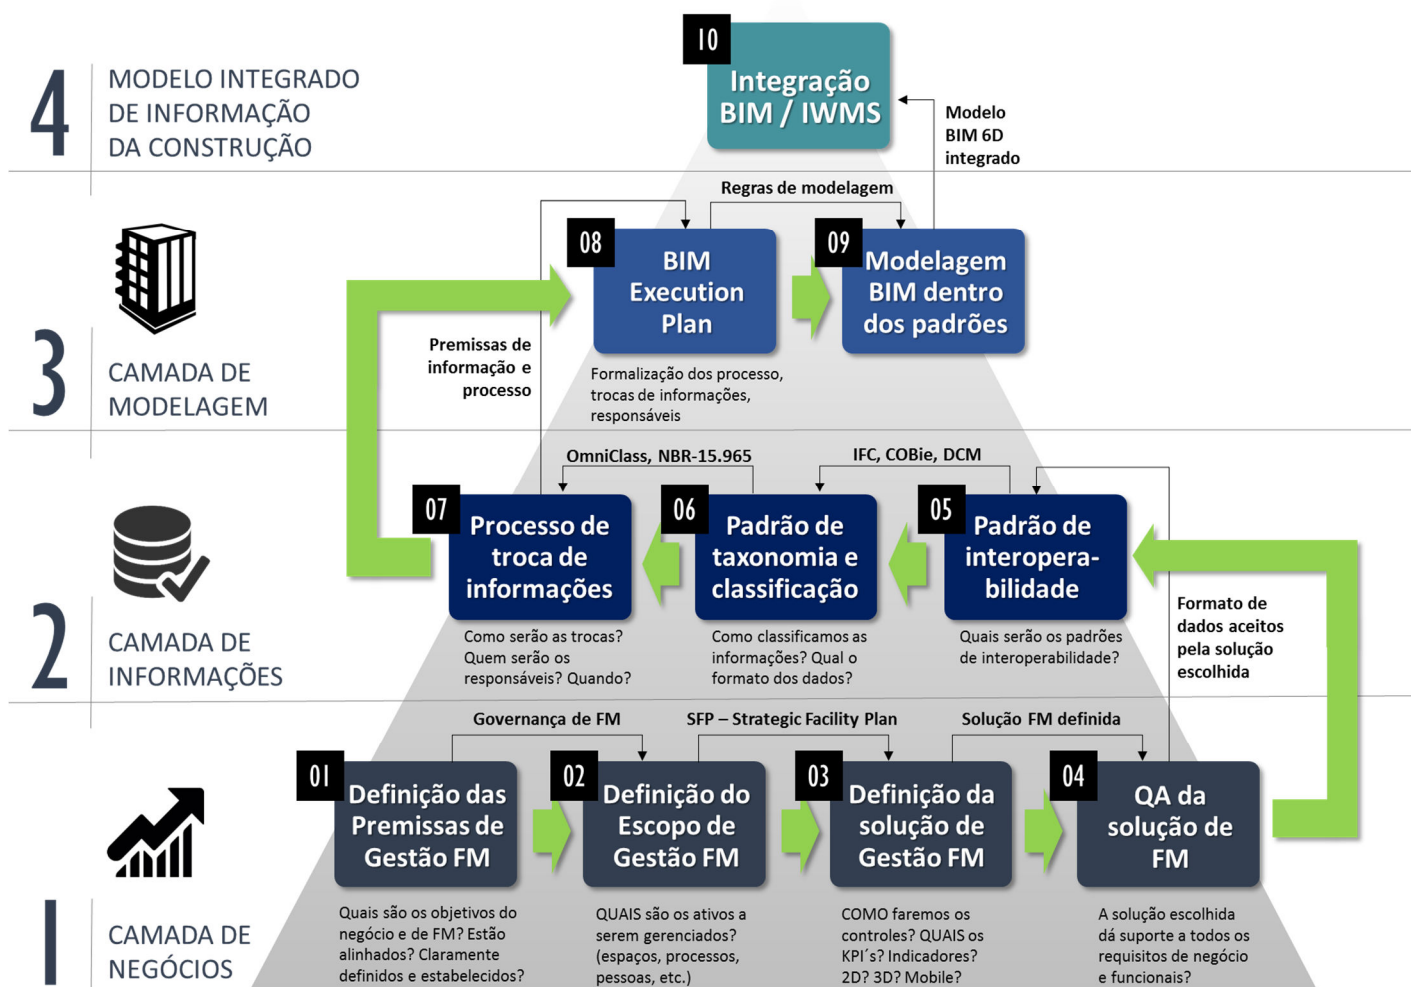 4
MODELO INTEGRADO
DE INFORMAÇÃO
DA CONSTRUÇÃO
10
Integração
BIM / IWMS
Modelo
BIM 6D
integrado
3
CAMADA DE
MODELAGEM
Regras de modelagem
08
BIM
Execution
Plan
09
Modelagem
BIM dentro
dos padrões
Premissas de
informação e
processo
Formalização dos processo,
trocas de informações,
responsáveis
2
CAMADA DE
INFORMAÇÕES
OmniClass, NBR-15.965
IFC, COBie, DCM
07
Processo de
troca de
informações
06
Padrão de
taxonomia e
classificação
05
Padrão de
interopera-
bilidade
Como serão as trocas?
Quem serão os
responsáveis? Quando?
Como classificamos as
informações? Qual o
formato dos dados?
Quais serão os padrões
de interoperabilidade?
Formato de
dados aceitos
pela solução
escolhida
1
CAMADA DE
NEGÓCIOS
Governança de FM
SFP – Strategic Facility Plan
Solução FM definida
01
Definição das
Premissas de
Gestão FM
02
Definição do
Escopo de
Gestão FM
03
Definição da
solução de
Gestão FM
04
QA da
solução de
FM
Quais são os objetivos do
negócio e de FM? Estão
alinhados? Claramente
definidos e estabelecidos?
QUAIS são os ativos a
serem gerenciados?
(espaços, processos,
pessoas, etc.)
COMO faremos os
controles? QUAIS os
KPI´s? Indicadores?
2D? 3D? Mobile?
A solução escolhida
dá suporte a todos os
requisitos de negócio
e funcionais?